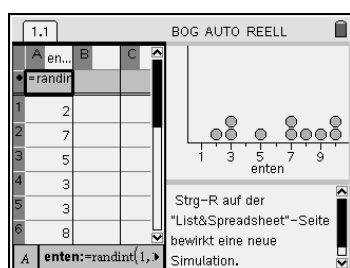 1.1 BOG AUTO REELL
A en... B C
=randin
1 2
2 7
3 5
4 3
5 3
6 8
A enten:=randint(1,
1 3 5 7 9
enten
Strg-R auf der
"List&Spreadsheet"-Seite
bewirkt eine neue
Simulation.